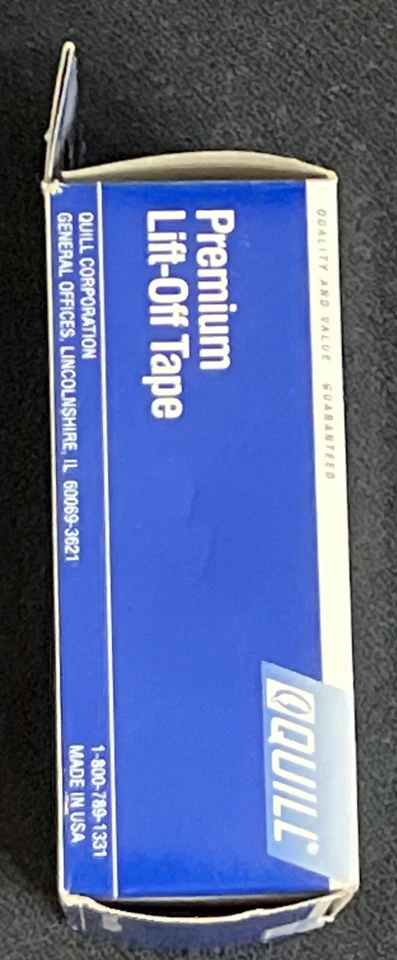 QUALITY AND VALUE GUARANTEED
QUILL®
Premium
Lift-Off Tape
QUILL CORPORATION
GENERAL OFFICES, LINCOLNSHIRE, IL 60069-3621
1-800-789-1331
MADE IN USA